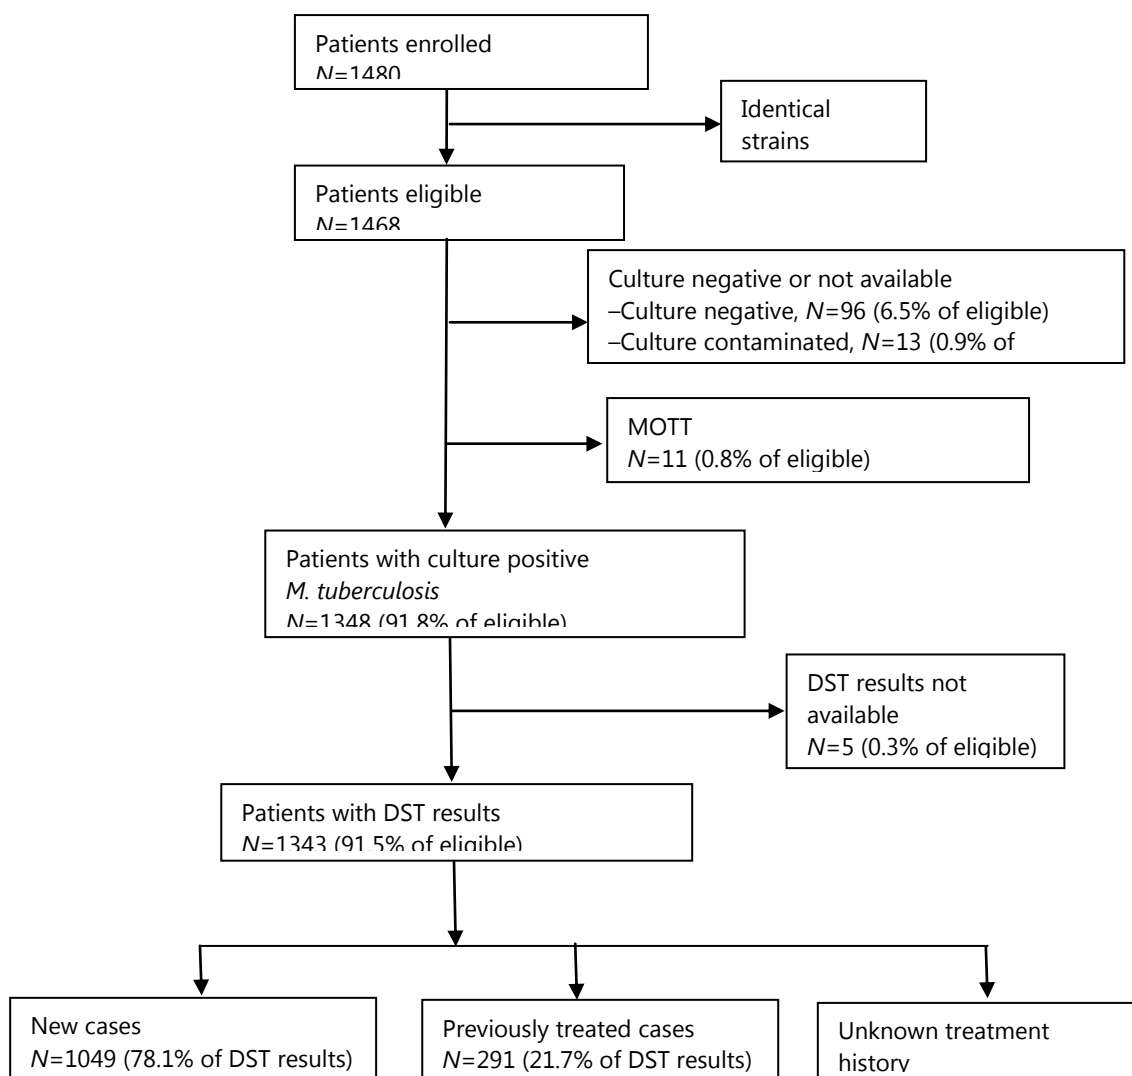 Patients enrolled
N=1480
Identical
strains
Patients eligible
N=1468
Culture negative or not available
–Culture negative, N=96 (6.5% of eligible)
–Culture contaminated, N=13 (0.9% of
MOTT
N=11 (0.8% of eligible)
Patients with culture positive
M. tuberculosis
N=1348 (91.8% of eligible)
DST results not
available
N=5 (0.3% of eligible)
Patients with DST results
N=1343 (91.5% of eligible)
New cases
N=1049 (78.1% of DST results)
Previously treated cases
N=291 (21.7% of DST results)
Unknown treatment
history